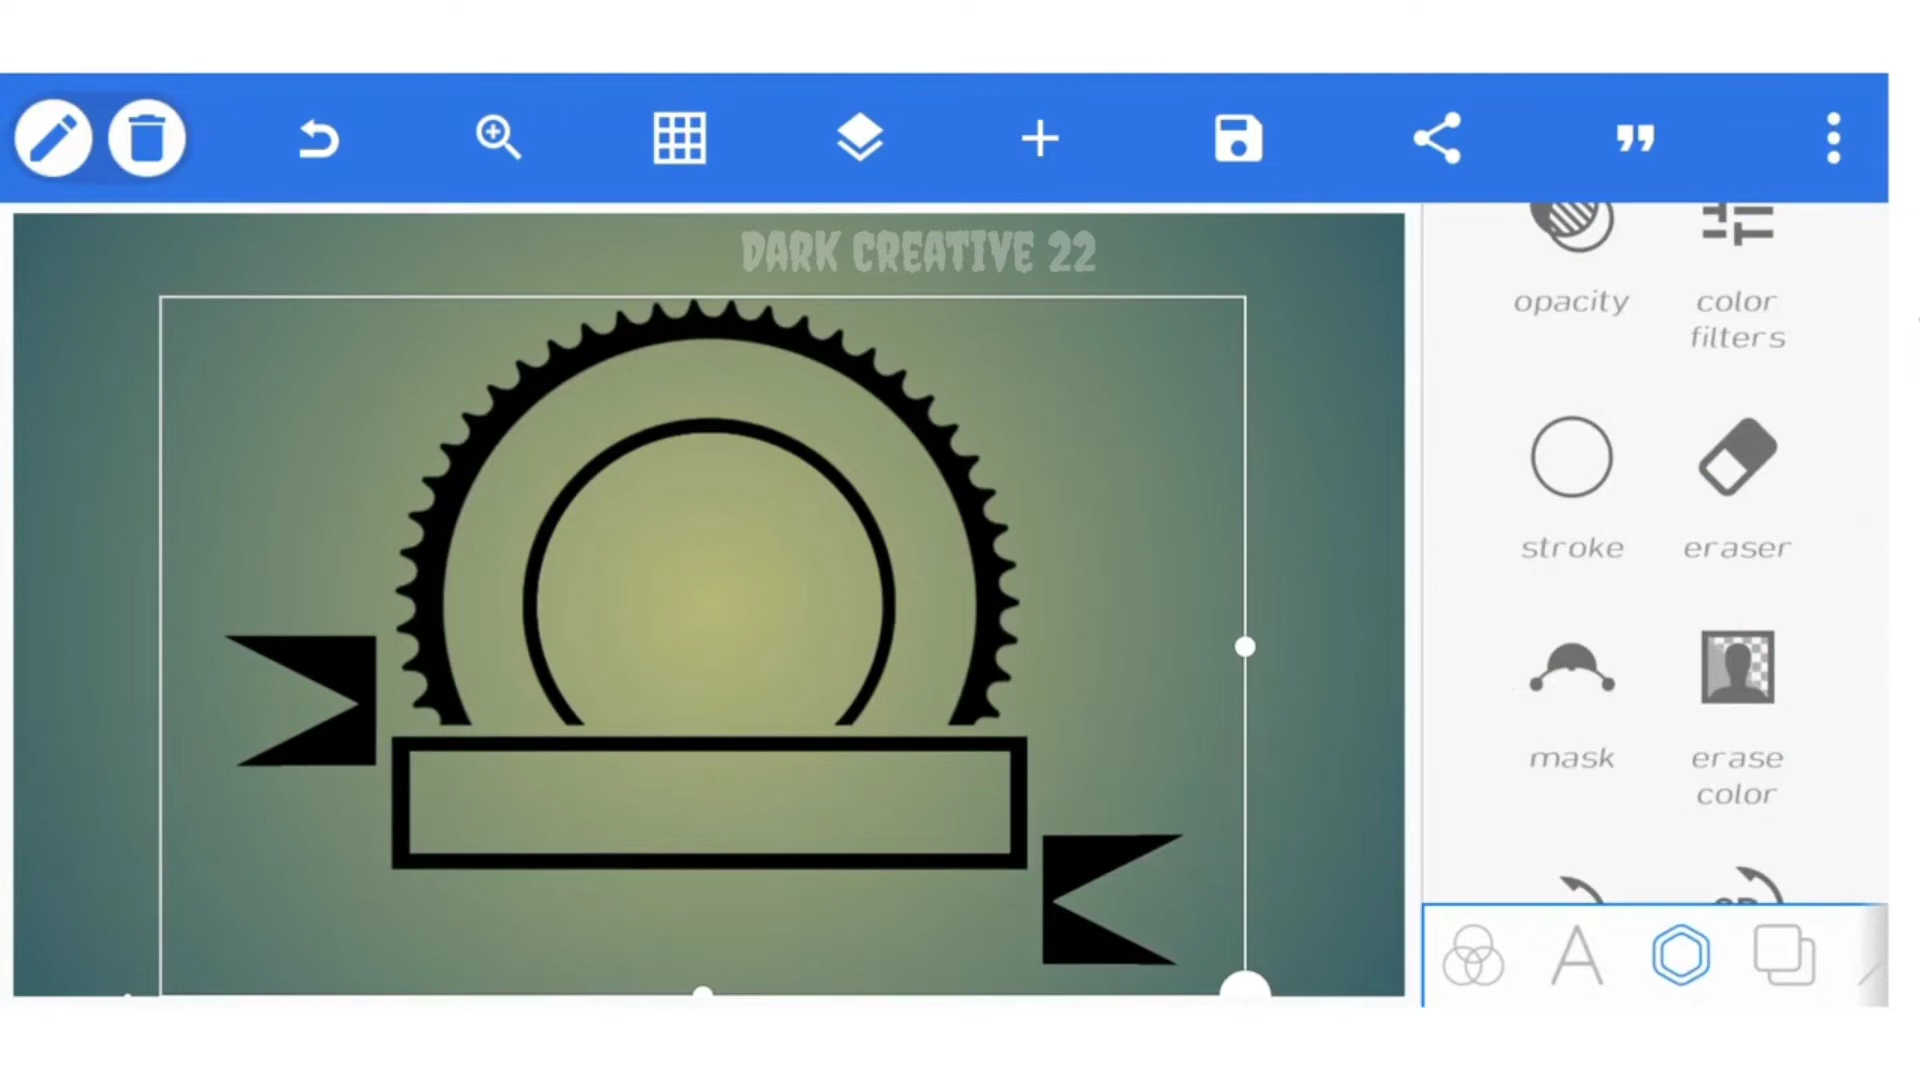 DARK CREATIVE 22
opacity
color
filters
stroke
eraser
mask
erase
color